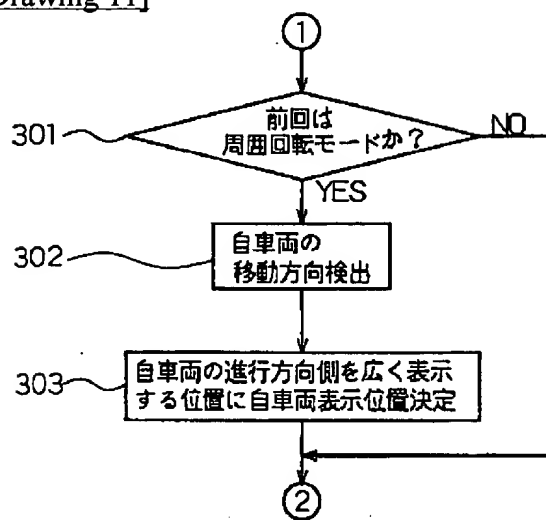 Drawing 11]
①
301
前回は
周囲回転モードか？
NO
YES
302
自車両の
移動方向検出
303
自車両の進行方向側を広く表示
する位置に自車両表示位置決定
②